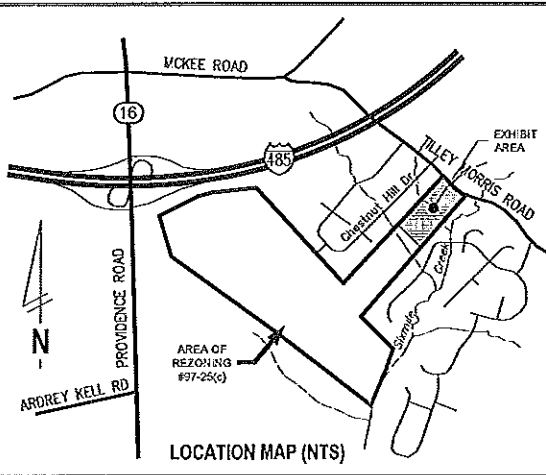 MCKEE ROAD
16
485
EXHIBIT
AREA
TILLEY MORRIS ROAD
Chestnut Hill Dr
PROVIDENCE ROAD
N
Sixmile Creek
AREA OF
REZONING
#97-25(c)
ARDREY KELL RD
LOCATION MAP (NTS)